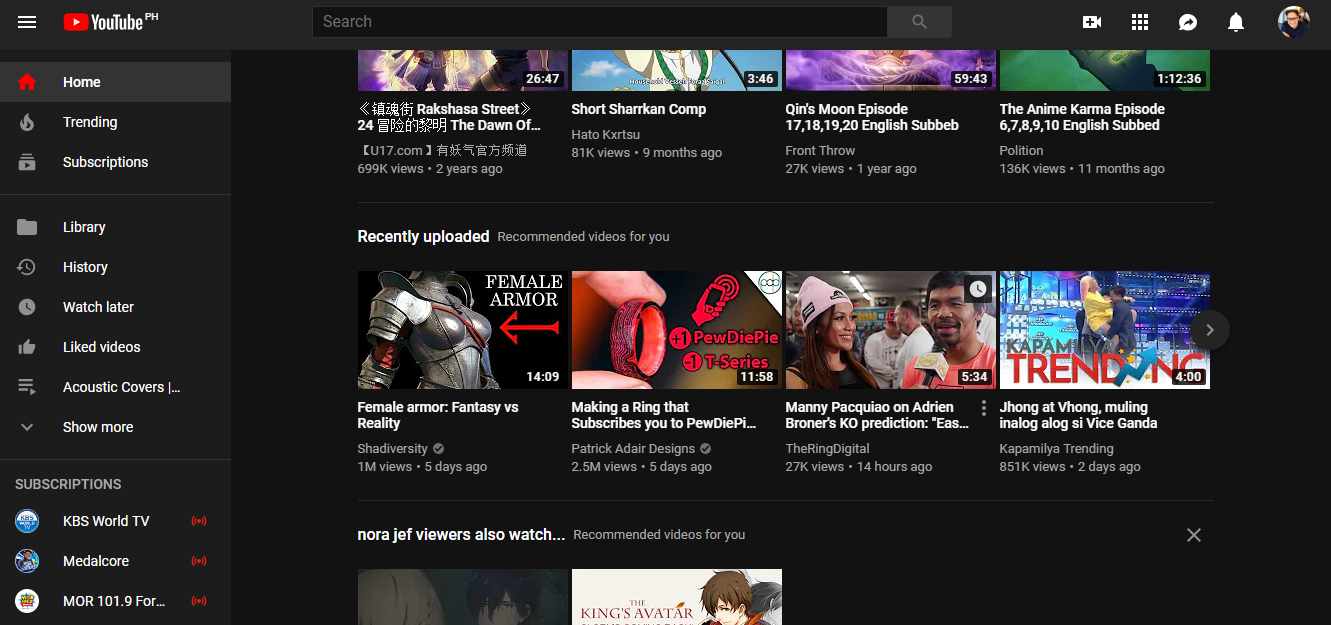 YouTube PH
Search
Home
Trending
Subscriptions
Library
History
Watch later
Liked videos
Acoustic Covers |...
Show more
SUBSCRIPTIONS
KBS World TV
Medalcore
MOR 101.9 For...
26:47
《镇魂街 Rakshasa Street》
24 冒险的黎明 The Dawn Of...
【U17.com】有妖气官方频道
699K views • 2 years ago
3:46
Short Sharrkan Comp
Hato Kxrtsu
81K views • 9 months ago
59:43
Qin's Moon Episode
17,18,19,20 English Subbeb
Front Throw
27K views • 1 year ago
1:12:36
The Anime Karma Episode
6,7,8,9,10 English Subbed
Polition
136K views • 11 months ago
Recently uploaded Recommended videos for you
FEMALE
ARMOR
14:09
Female armor: Fantasy vs
Reality
Shadiversity
1M views • 5 days ago
+1 PewDiePie
-1 T-Series
11:58
Making a Ring that
Subscribes you to PewDiePi...
Patrick Adair Designs
2.5M views • 5 days ago
5:34
Manny Pacquiao on Adrien
Broner's KO prediction: "Eas...
TheRingDigital
27K views • 14 hours ago
KAPAMILYA
TRENDING
4:00
Jhong at Vhong, muling
inalog alog si Vice Ganda
Kapamilya Trending
851K views • 2 days ago
nora jef viewers also watch... Recommended videos for you
THE
KING'S AVATAR